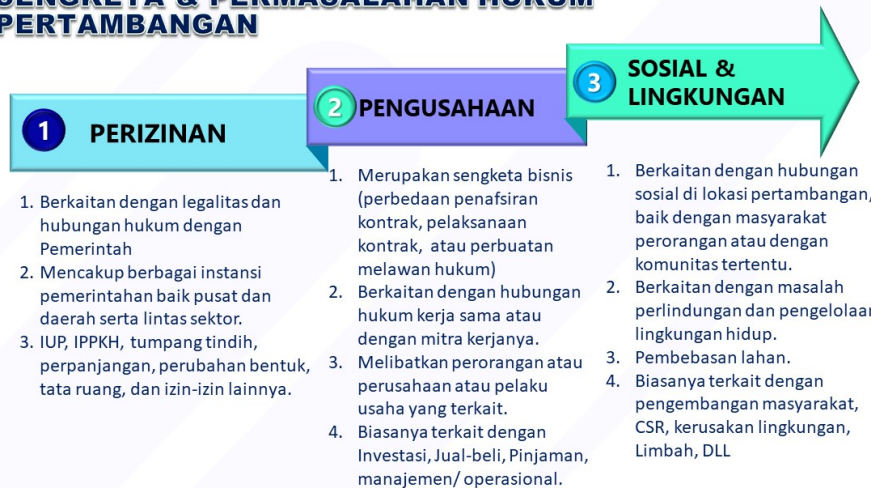 SENGKETA & PERMASALAHAN HUKUM
PERTAMBANGAN
1
PERIZINAN
1. Berkaitan dengan legalitas dan
hubungan hukum dengan
Pemerintah
2. Mencakup berbagai instansi
pemerintahan baik pusat dan
daerah serta lintas sektor.
3. IUP, IPPKH, tumpang tindih,
perpanjangan, perubahan bentuk,
tata ruang, dan izin-izin lainnya.
2
PENGUSAHAAN
1. Merupakan sengketa bisnis
(perbedaan penafsiran
kontrak, pelaksanaan
kontrak, atau perbuatan
melawan hukum)
2. Berkaitan dengan hubungan
hukum kerja sama atau
dengan mitra kerjanya.
3. Melibatkan perorangan atau
perusahaan atau pelaku
usaha yang terkait.
4. Biasanya terkait dengan
Investasi, Jual-beli, Pinjaman,
manajemen/ operasional.
3
SOSIAL &
LINGKUNGAN
1. Berkaitan dengan hubungan
sosial di lokasi pertambangan,
baik dengan masyarakat
perorangan atau dengan
komunitas tertentu.
2. Berkaitan dengan masalah
perlindungan dan pengelolaan
lingkungan hidup.
3. Pembebasan lahan.
4. Biasanya terkait dengan
pengembangan masyarakat,
CSR, kerusakan lingkungan,
Limbah, DLL